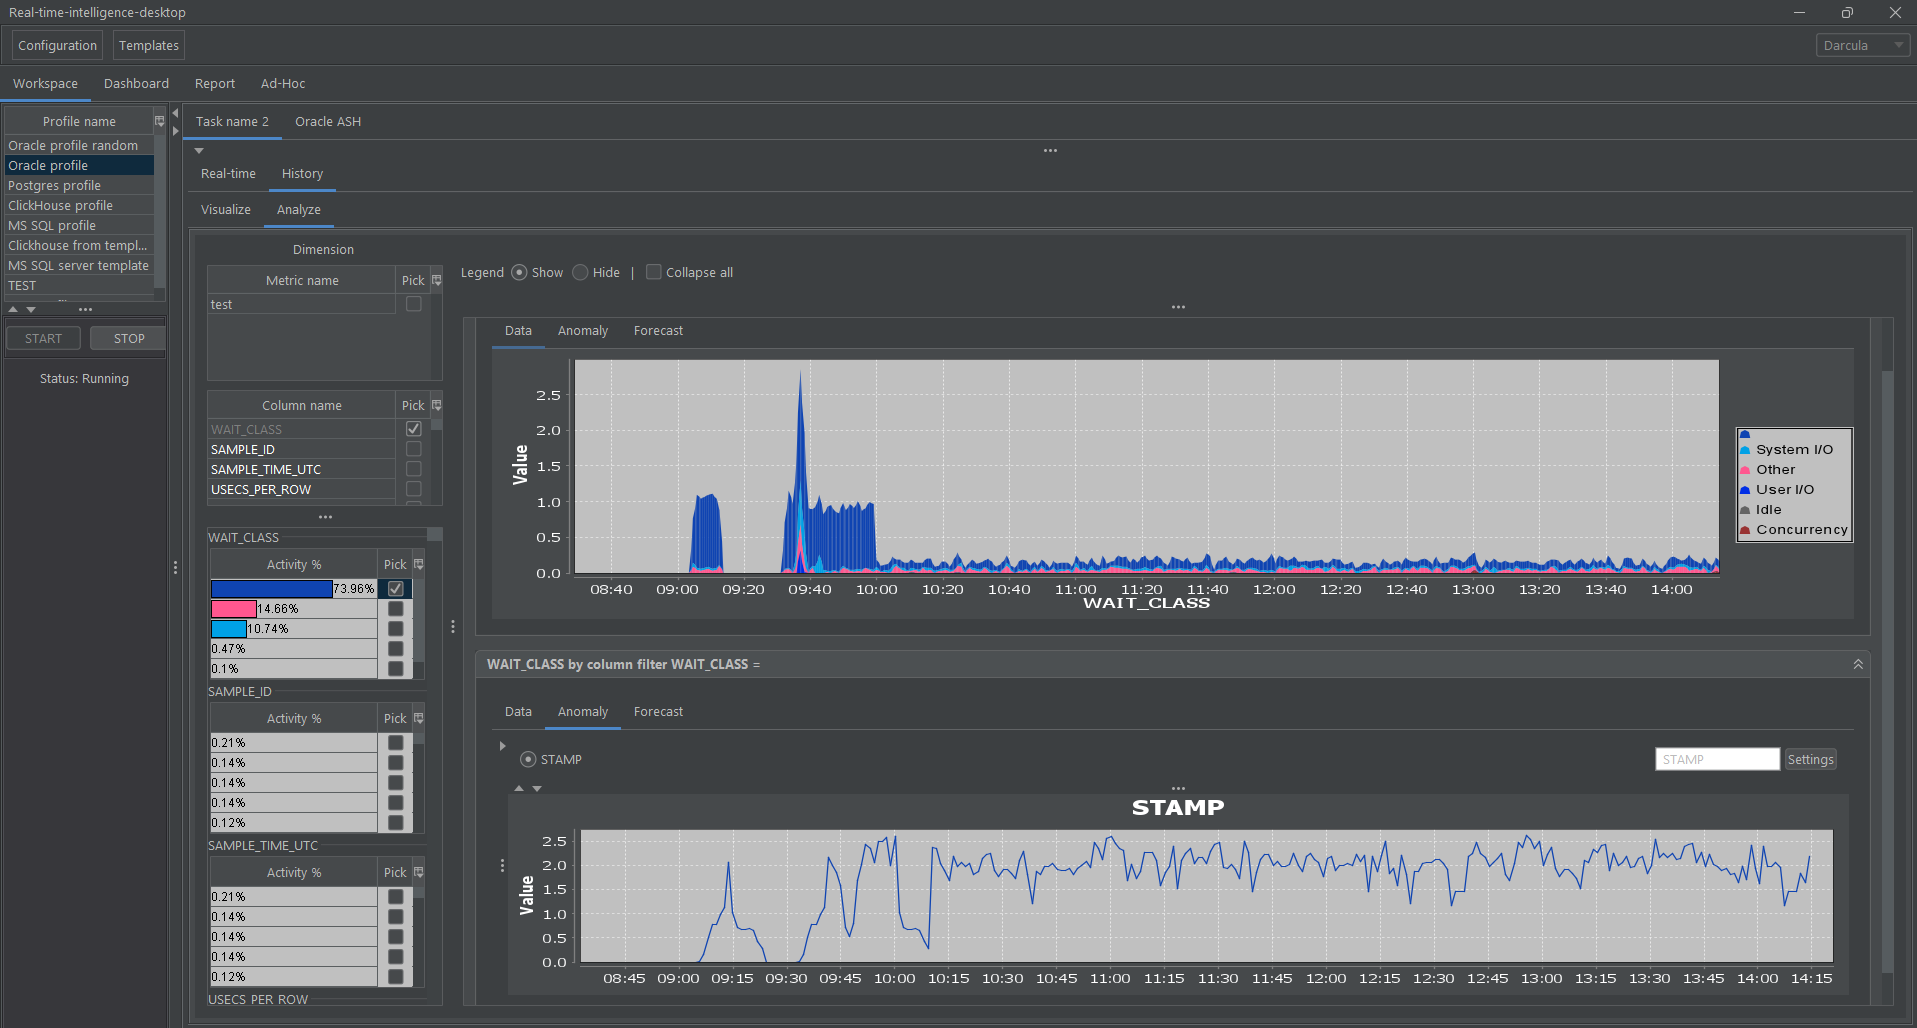 Real-time-intelligence-desktop
Configuration Templates Darcula
Workspace Dashboard Report Ad-Hoc
Profile name
Oracle profile random
Oracle profile
Postgres profile
ClickHouse profile
MS SQL profile
Clickhouse from templ...
MS SQL server template
TEST
START STOP
Status: Running
Task name 2 Oracle ASH
Real-time History
Visualize Analyze
Dimension
Metric name Pick
test
Column name Pick
WAIT_CLASS
SAMPLE_ID
SAMPLE_TIME_UTC
USECS_PER_ROW
WAIT_CLASS
Activity % Pick
73.96%
14.66%
10.74%
0.47%
0.1%
SAMPLE_ID
Activity % Pick
0.21%
0.14%
0.14%
0.14%
0.12%
SAMPLE_TIME_UTC
Activity % Pick
0.21%
0.14%
0.14%
0.14%
0.12%
USECS_PER_ROW
Legend Show Hide | Collapse all
Data Anomaly Forecast
Value
2.5
2.0
1.5
1.0
0.5
0.0
08:40 09:00 09:20 09:40 10:00 10:20 10:40 11:00 11:20 11:40 12:00 12:20 12:40 13:00 13:20 13:40 14:00
WAIT_CLASS
System I/O
Other
User I/O
Idle
Concurrency
WAIT_CLASS by column filter WAIT_CLASS =
Data Anomaly Forecast
STAMP STAMP Settings
STAMP
Value
2.5
2.0
1.5
1.0
0.5
0.0
08:45 09:00 09:15 09:30 09:45 10:00 10:15 10:30 10:45 11:00 11:15 11:30 11:45 12:00 12:15 12:30 12:45 13:00 13:15 13:30 13:45 14:00 14:15